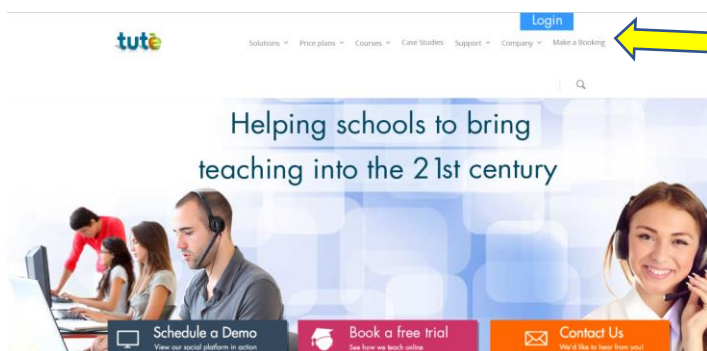 Login
tute
Solutions Price plans Courses Case Studies Support Company Make a Booking
Helping schools to bring
teaching into the 21st century
Schedule a Demo
View our social platform in action
Book a free trial
See how we teach online
Contact Us
We'd like to hear from you!